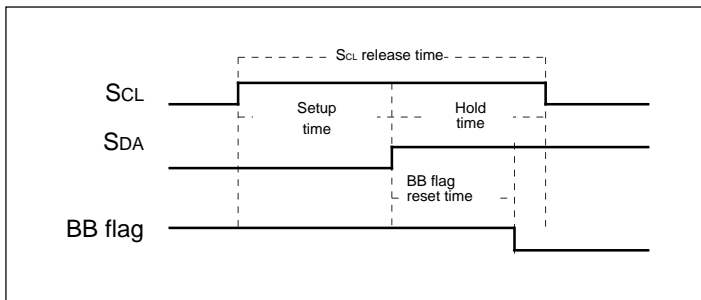 SCL release time
SCL
Setup
time
Hold
time
SDA
BB flag
reset time
BB flag